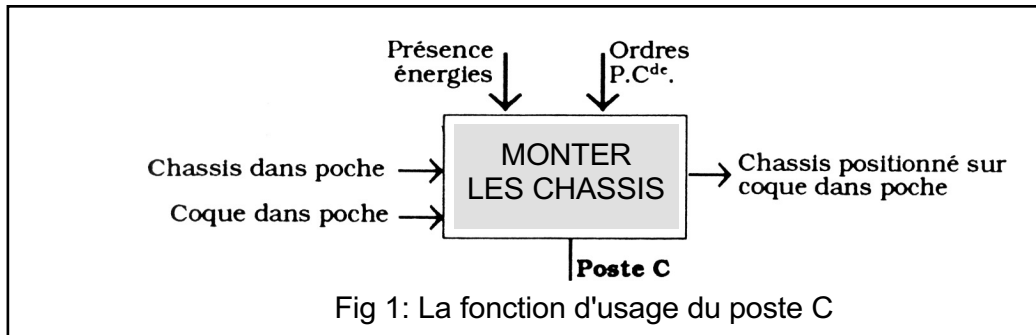 Présence
énergies
Ordres
P.Cde.
Chassis dans poche
Coque dans poche
MONTER
LES CHASSIS
Chassis positionné sur
coque dans poche
Poste C
Fig 1: La fonction d'usage du poste C